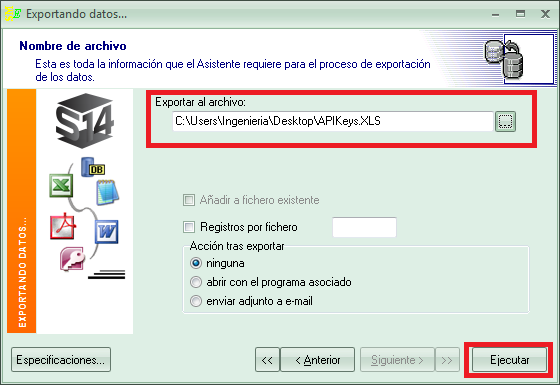 Exportando datos...
Nombre de archivo
Esta es toda la información que el Asistente requiere para el proceso de exportación
de los datos.
Exportar al archivo:
C:\Users\Ingenieria\Desktop\APIKeys.XLS
...
S14
DB
EXPORTANDO DATOS...
Añadir a fichero existente
Registros por fichero
Acción tras exportar
ninguna
abrir con el programa asociado
enviar adjunto a e-mail
Especificaciones...
<<
< Anterior
Siguiente >
>>
Ejecutar